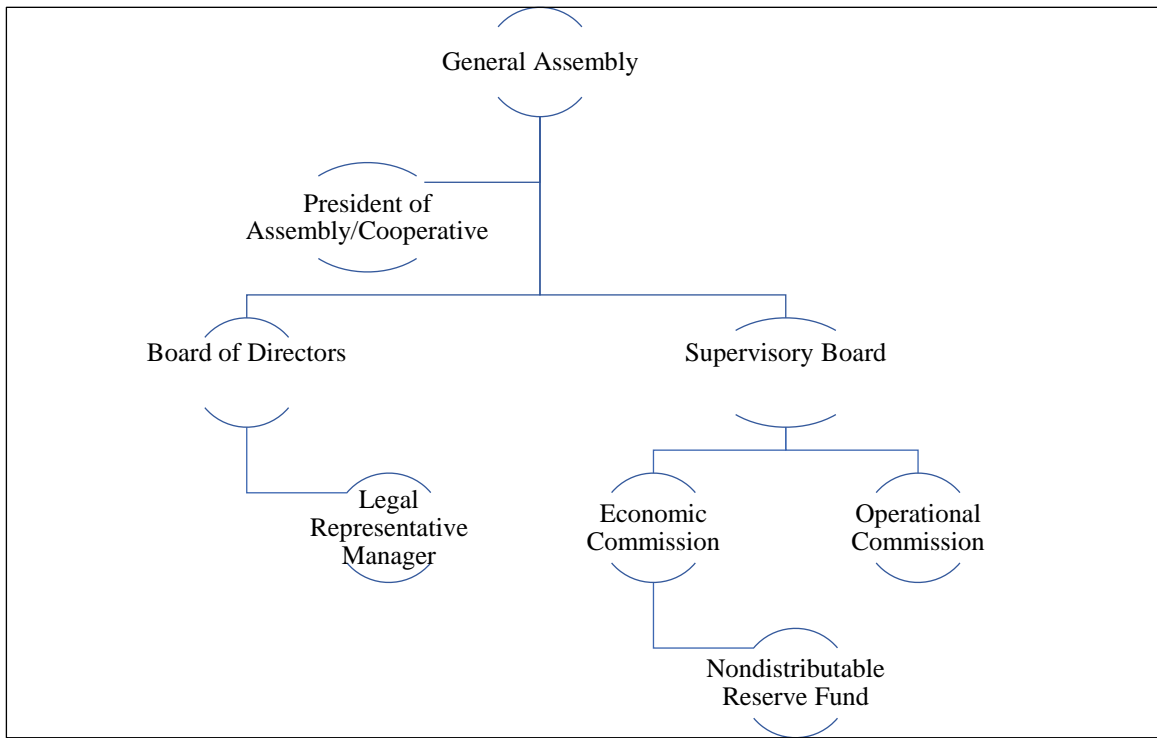 General Assembly
President of
Assembly/Cooperative
Board of Directors
Supervisory Board
Legal
Representative
Manager
Economic
Commission
Operational
Commission
Nondistributable
Reserve Fund